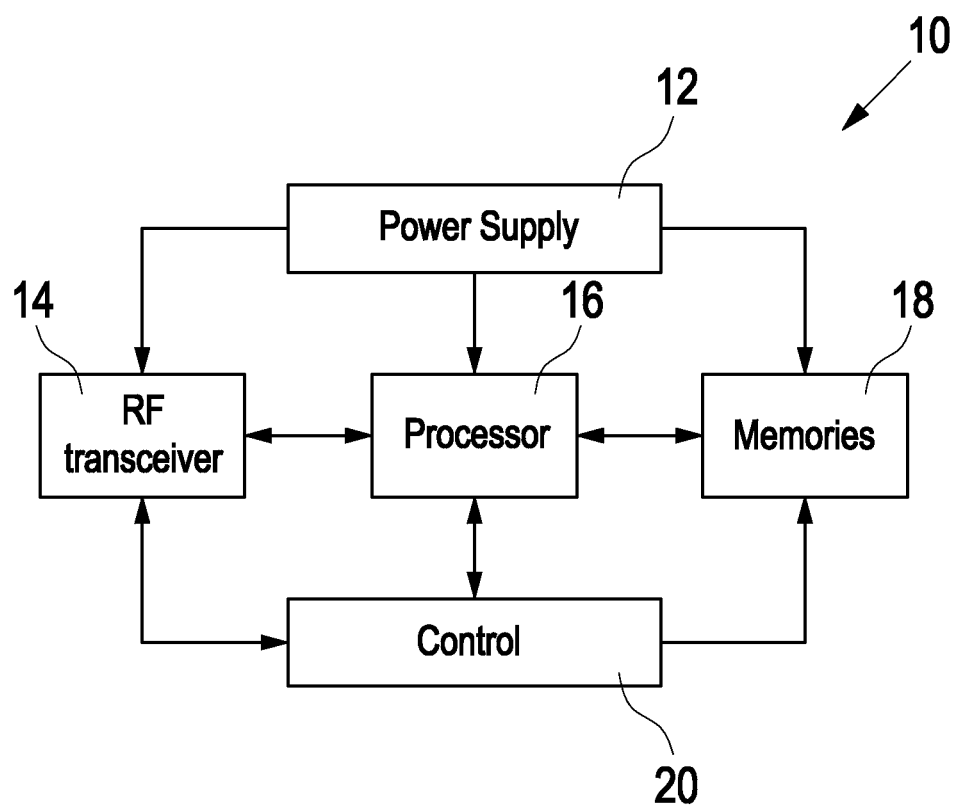 10
12
Power Supply
14
16
18
RF
transceiver
Processor
Memories
Control
20